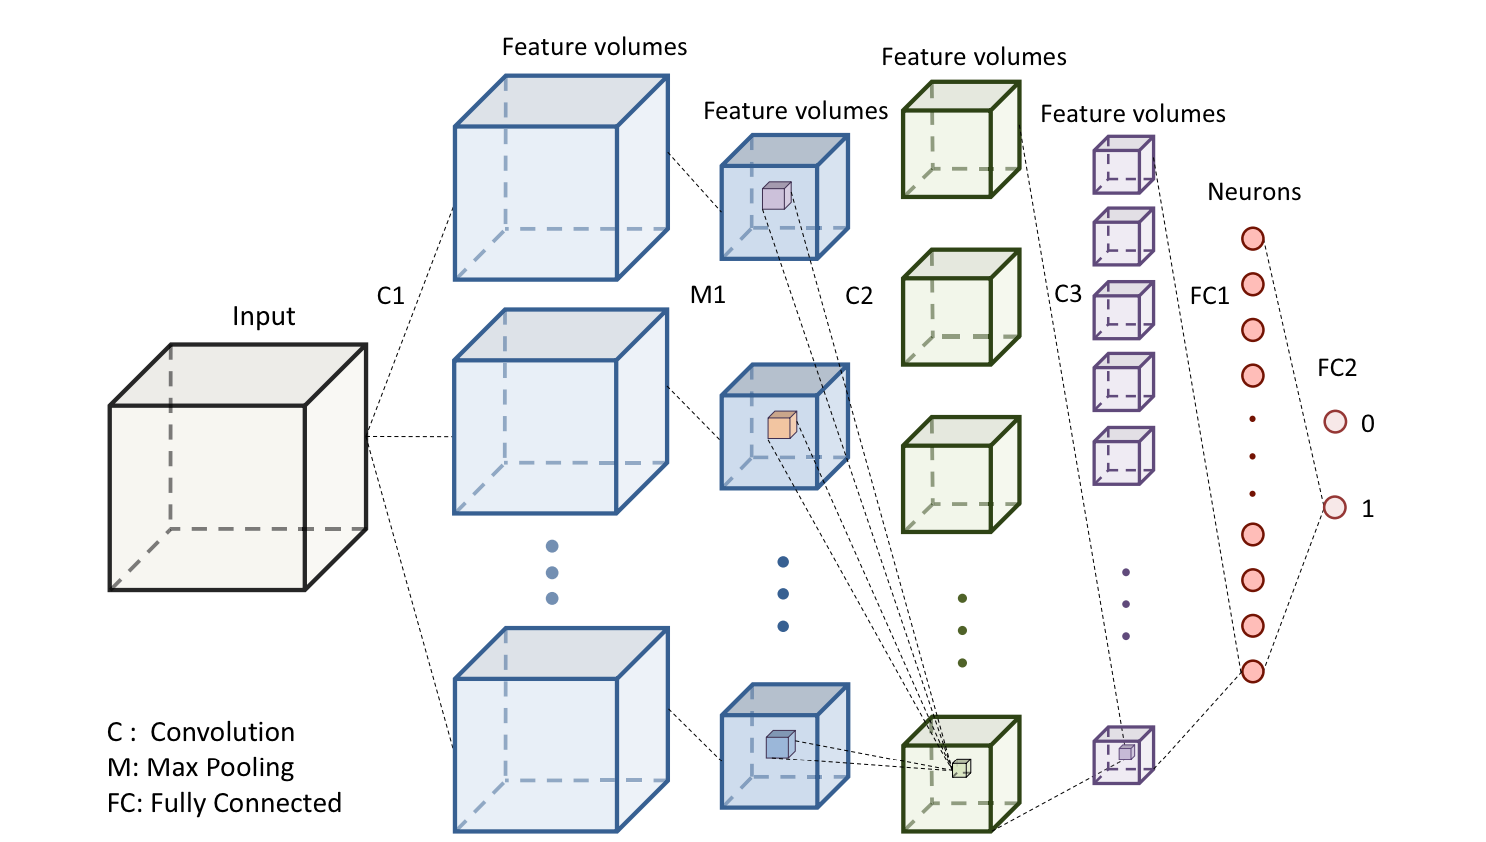 Feature volumes
Feature volumes
Feature volumes
Feature volumes
Neurons
C1
M1
C2
C3
FC1
Input
FC2
0
1
C :  Convolution
M: Max Pooling
FC: Fully Connected